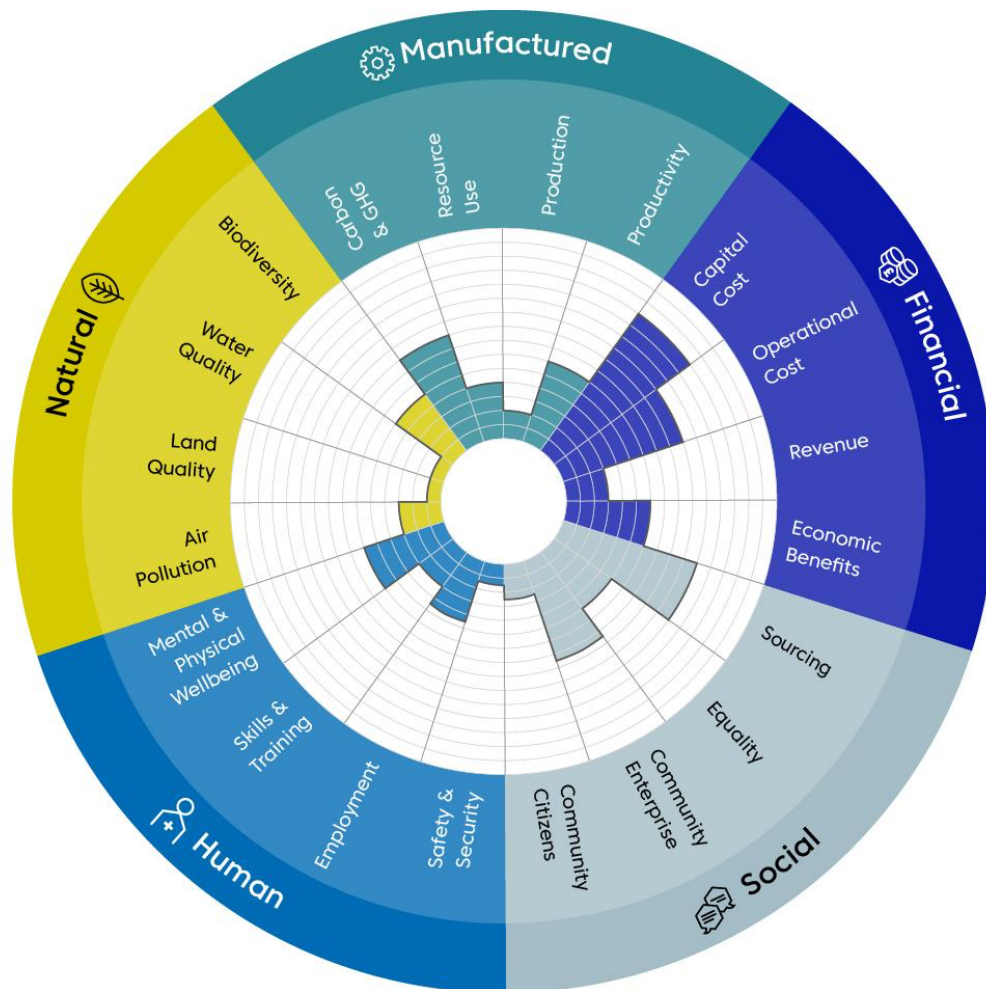 Manufactured
Carbon
& GHG
Resource
Use
Production
Productivity
£
Financial
Capital
Cost
Operational
Cost
Revenue
Economic
Benefits
Social
Sourcing
Equality
Community
Enterprise
Community
Citizens
Human
Safety &
Security
Employment
Skills &
Training
Mental &
Physical
Wellbeing
Natural
Air
Pollution
Land
Quality
Water
Quality
Biodiversity